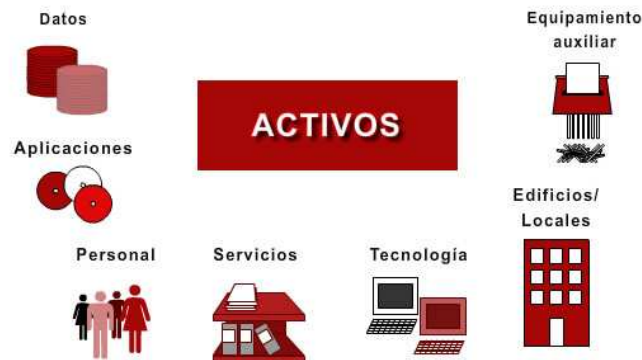 Datos
Equipamiento
auxiliar
ACTIVOS
Aplicaciones
Edificios/
Locales
Personal
Servicios
Tecnología